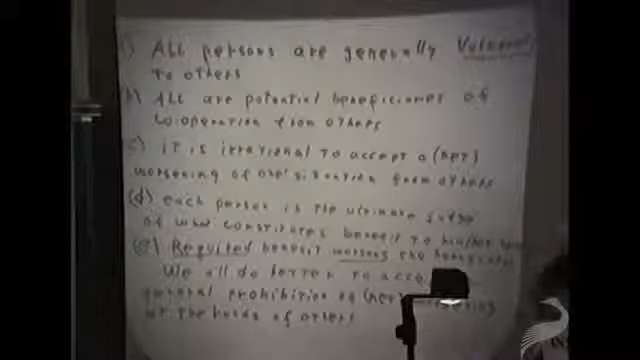 ALL persons are generally Vulnerable
to others
(b) ALL are potential beneficiaries of
co-operation from others
(c) it is irrational to accept a (net)
worsening of one's situation from others
(d) each person is the ultimate judge
of what constitutes benefit to him/her
(e) Required benefit worsens the
We all do better to accept
general prohibition of (net) worsening
at the hands of others